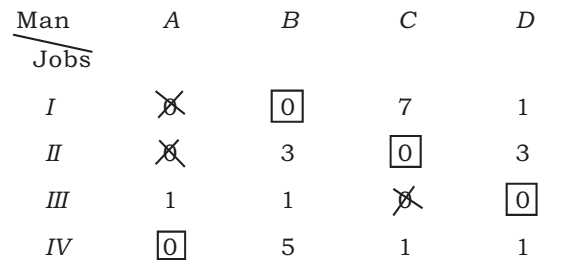 Man A B C D
Jobs
I 0 0 7 1
II 0 3 0 3
III 1 1 0 0
IV 0 5 1 1